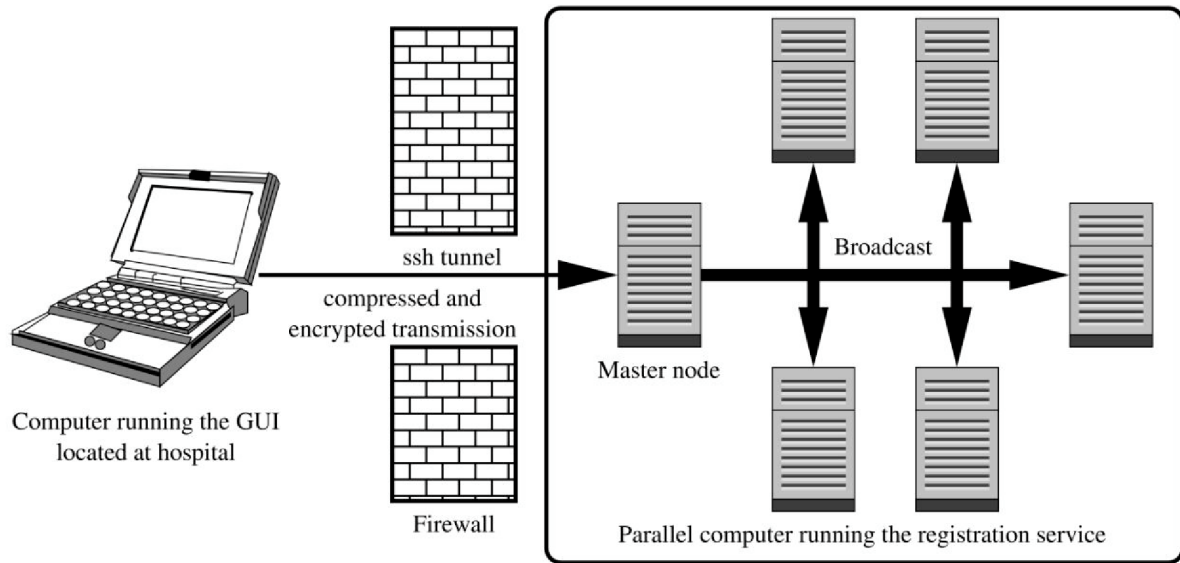 ssh tunnel
compressed and
encrypted transmission
Computer running the GUI
located at hospital
Firewall
Master node
Broadcast
Parallel computer running the registration service